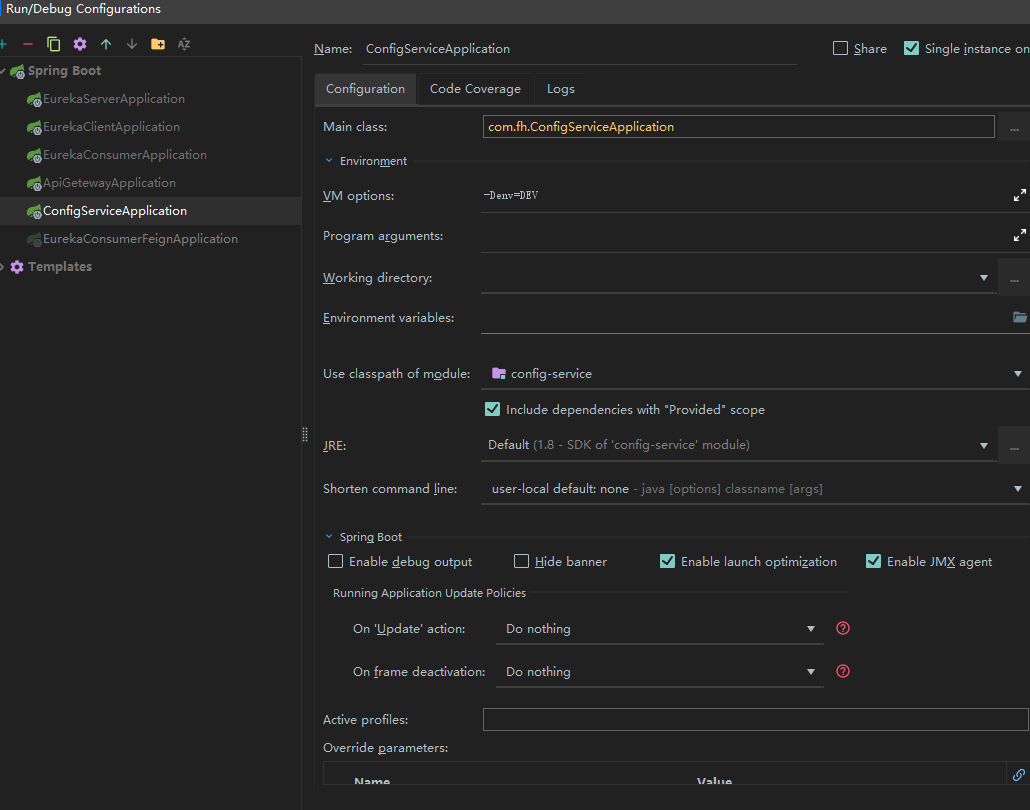 Run/Debug Configurations
Spring Boot
EurekaServerApplication
EurekaClientApplication
EurekaConsumerApplication
ApiGetewayApplication
ConfigServiceApplication
EurekaConsumerFeignApplication
Templates
Name: ConfigServiceApplication
Share
Single instance on
Configuration Code Coverage Logs
Main class: com.fh.ConfigServiceApplication ...
Environment
VM options: -Denv=DEV
Program arguments:
Working directory: ...
Environment variables:
Use classpath of module: config-service
Include dependencies with "Provided" scope
JRE: Default (1.8 - SDK of 'config-service' module) ...
Shorten command line: user-local default: none - java [options] classname [args]
Spring Boot
Enable debug output Hide banner Enable launch optimization Enable JMX agent
Running Application Update Policies
On 'Update' action: Do nothing
On frame deactivation: Do nothing
Active profiles:
Override parameters:
Name Value